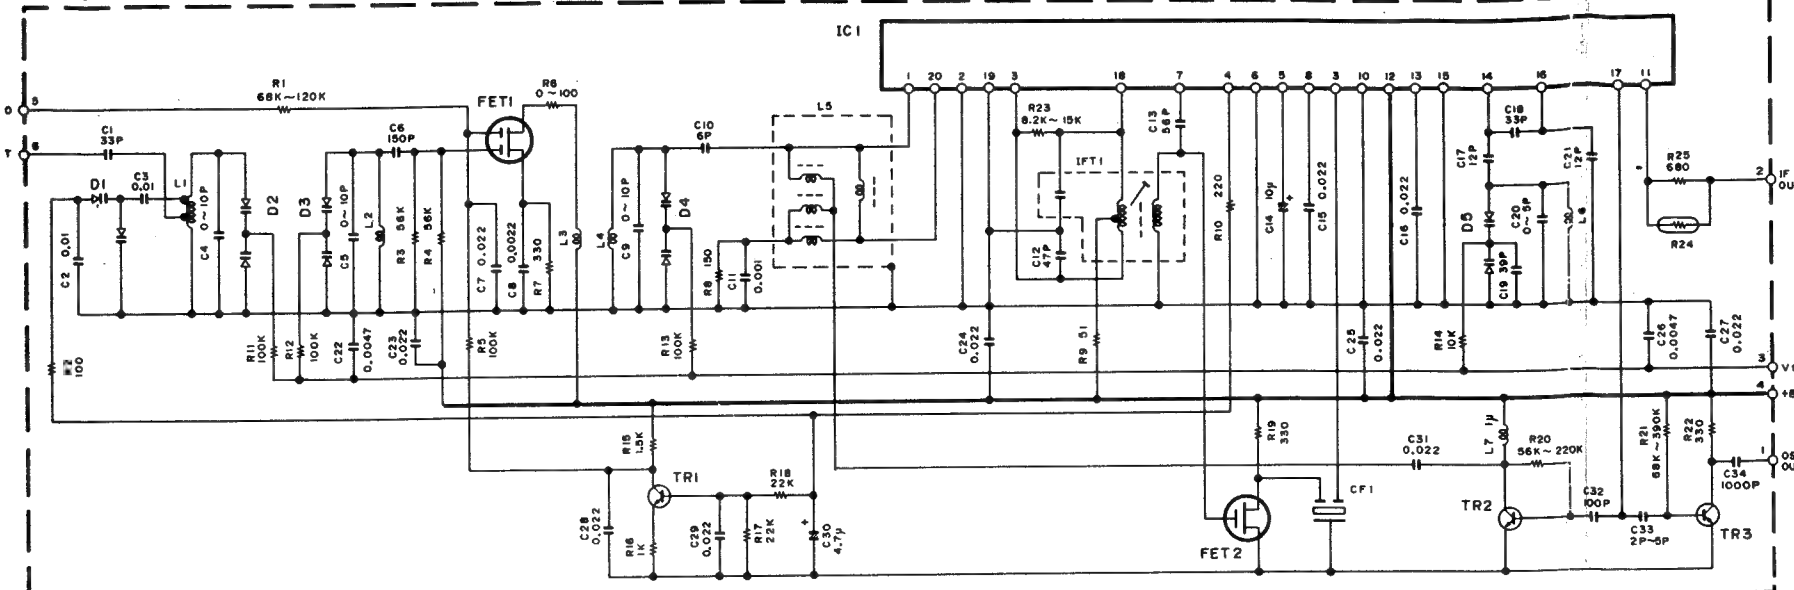 IC1
1 20 2 19 3 18 7 4 6 5 8 3 10 12 13 15 14 16 17 11
R1
68K~120K
R6
0~100
FET1
5
6
T
C1
33P
C6
150P
C10
6P
L5
R23
8.2K~15K
C13
56P
IFT1
R10 220
C14 10μ
+
C15 0.022
C16 0.022
C18
33P
C17
12P
C21
12P
R25
680
2 IF
OU
R24
D1
C3
0.01
L1
C2 0.01
C4 0~10P
D2
D3
C5 0~10P
L2
R3 56K
R4 56K
C7 0.022
C8 0.0022
R7 330
L3
L4
C9 0~10P
D4
R8 150
C11
0.001
C12
47P
D5
C20
0~5P
L6
C19 39P
100
R11
100K
R12
100K
C22
0.0047
C23
0.022
R5
100K
R13
100K
C24
0.022
R9 51
C25
0.022
R14
10K
C26
0.0047
C27
0.022
3
4 +B
R15
1.5K
TR1
R18
22K
C28
0.022
R16
1K
C29
0.022
R17
2.2K
C30
4.7μ
+
R19
330
FET2
CF1
C31
0.022
L7 1μ
R20
56K~220K
R21
68K~390K
R22
330
1 OS
OU
C34
1000P
TR2
C32
100P
C33
2P~5P
TR3